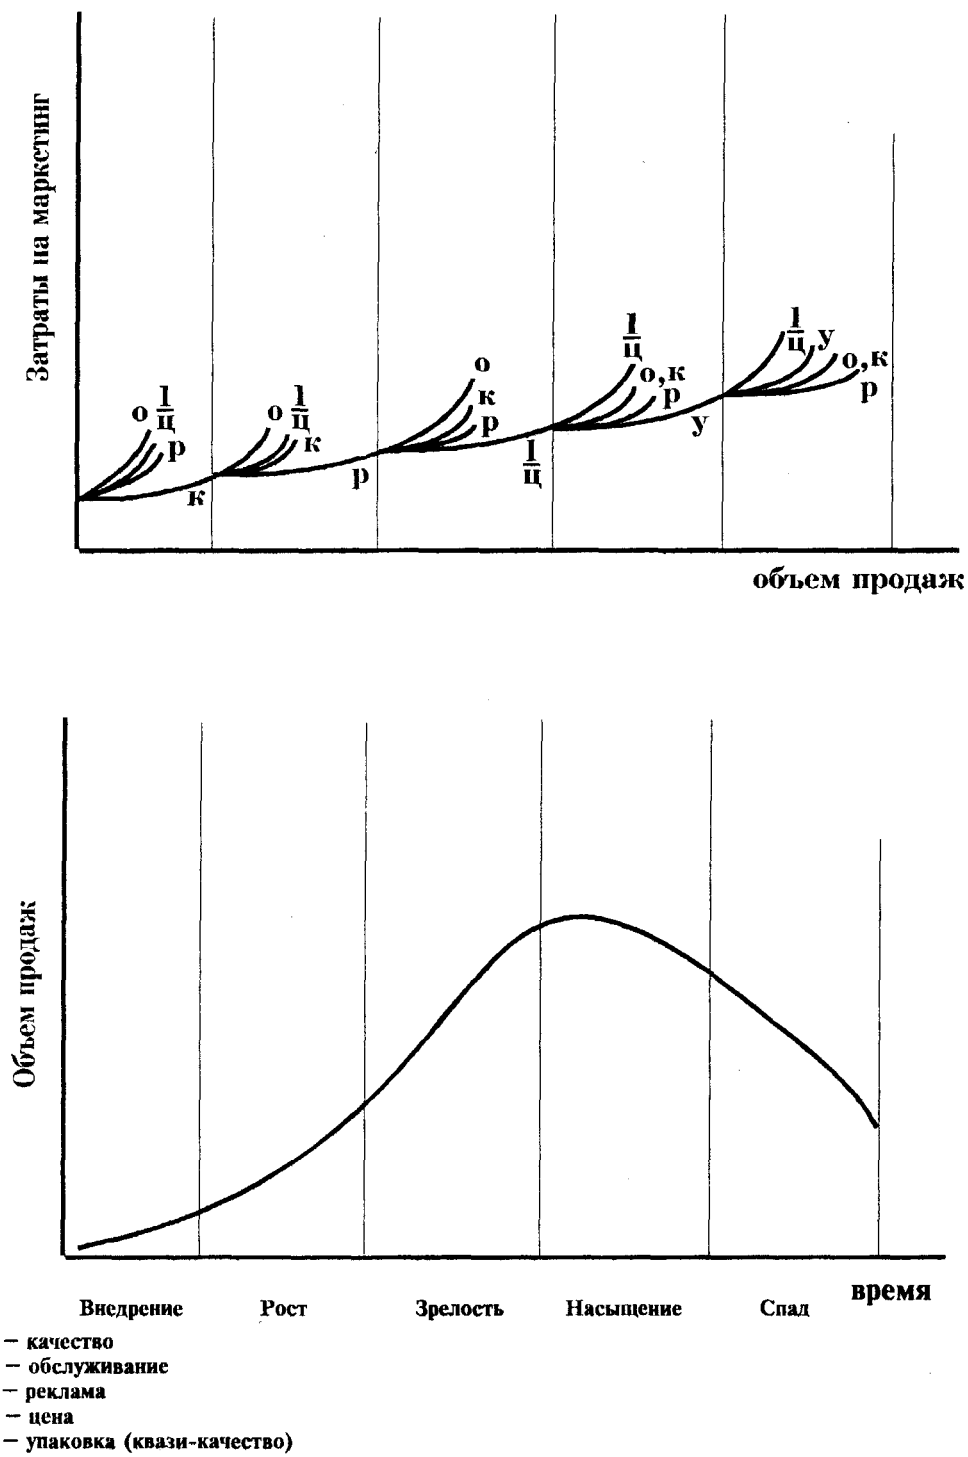 Затраты на маркетинг
о 1/ц р к
о 1/ц к р
о к р 1/ц
1/ц о,к р у
1/ц у о,к р
объем продаж
Объем продаж
время
Внедрение Рост Зрелость Насыщение Спад
— качество
— обслуживание
— реклама
— цена
— упаковка (квази-качество)